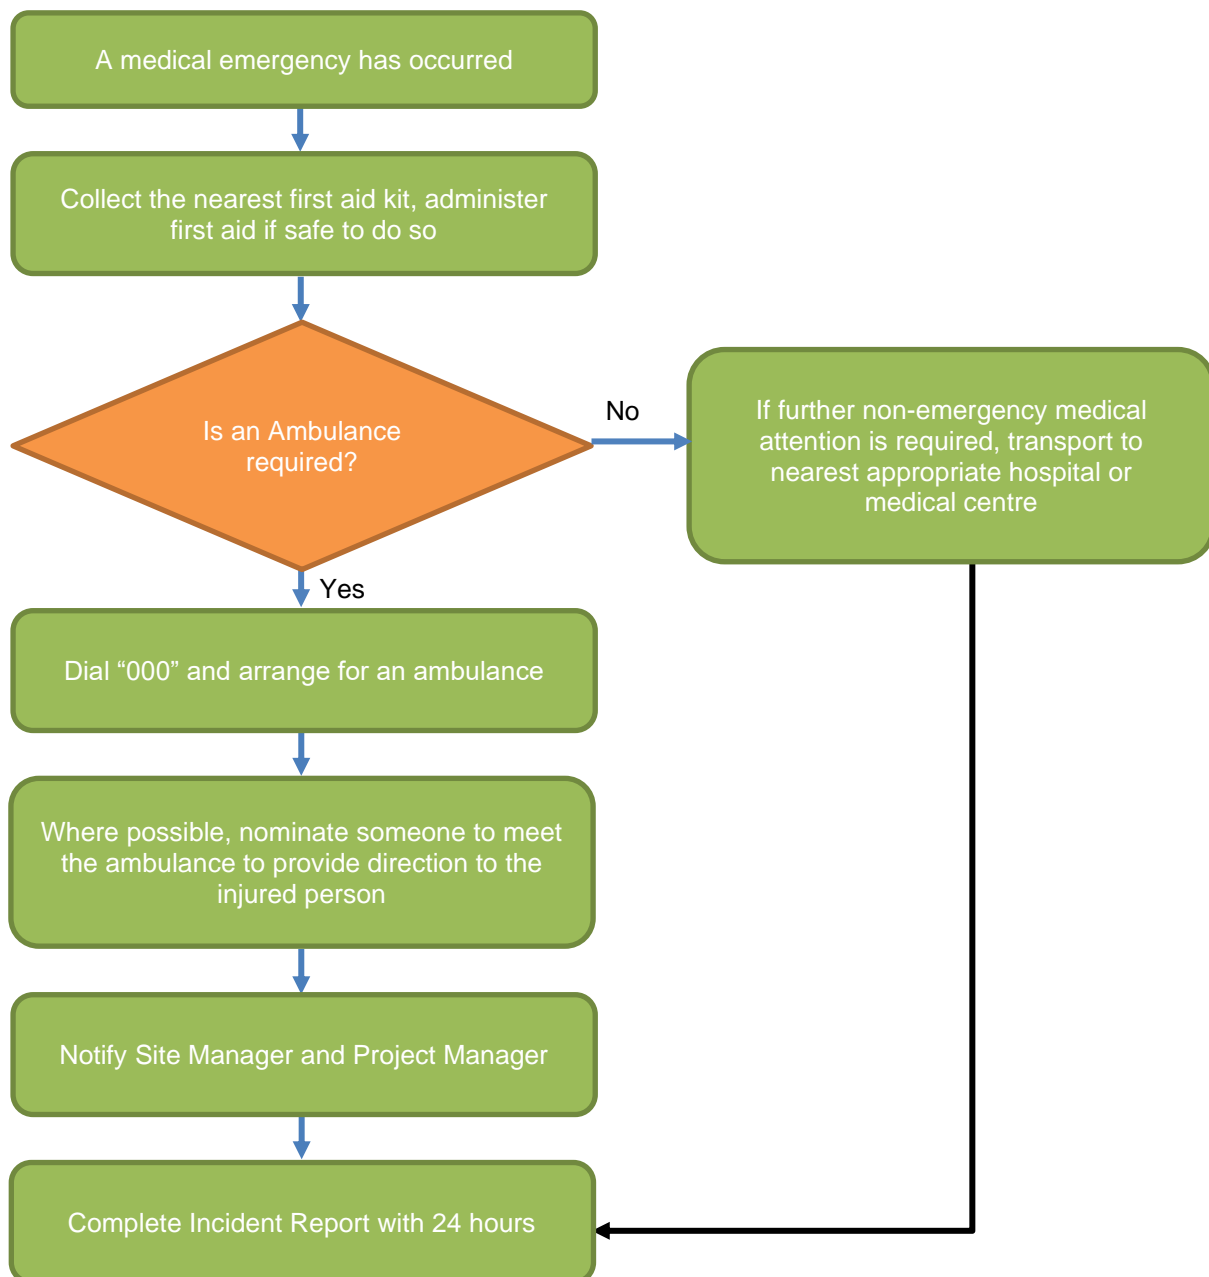 A medical emergency has occurred
Collect the nearest first aid kit, administer
first aid if safe to do so
Is an Ambulance
required?
No
If further non-emergency medical
attention is required, transport to
nearest appropriate hospital or
medical centre
Yes
Dial “000” and arrange for an ambulance
Where possible, nominate someone to meet
the ambulance to provide direction to the
injured person
Notify Site Manager and Project Manager
Complete Incident Report with 24 hours